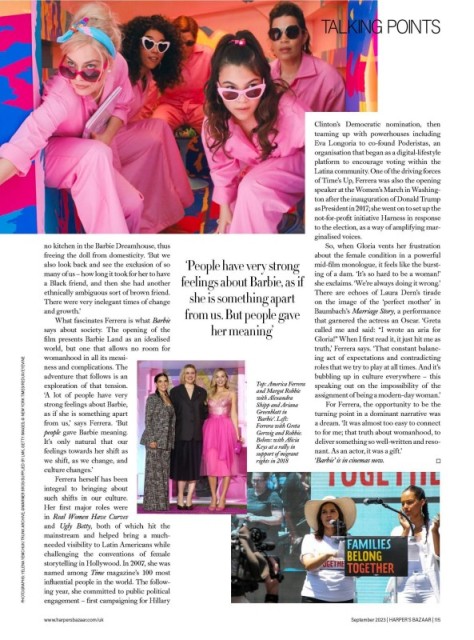 TALKING POINTS
no kitchen in the Barbie Dreamhouse, thus
freeing the doll from domesticity. 'But we
also look back and see the exclusion of so
many of us – how long it took for her to have
a Black friend, and then she had another
ethnically ambiguous sort of brown friend.
There were very inelegant times of change
and growth.'
What fascinates Ferrera is what Barbie
says about society. The opening of the
film presents Barbie Land as an idealised
world, but one that allows no room for
womanhood in all its messi-
ness and complications. The
adventure that follows is an
exploration of that tension.
'A lot of people have very
strong feelings about Barbie,
as if she is something apart
from us,' says Ferrera. 'But
people gave Barbie meaning.
It's only natural that our
feelings towards her shift as
we shift, as we change, and
culture changes.'
Ferrera herself has been
integral to bringing about
such shifts in our culture.
Her first major roles were
in Real Women Have Curves
and Ugly Betty, both of which hit the
mainstream and helped bring a much-
needed visibility to Latin Americans while
challenging the conventions of female
storytelling in Hollywood. In 2007, she was
named among Time magazine's 100 most
influential people in the world. The follow-
ing year, she committed to public political
engagement – first campaigning for Hillary
'People have very strong
feelings about Barbie, as if
she is something apart
from us. But people gave
her meaning'
Top: America Ferrera
and Margot Robbie
with Alexandra
Shipp and Ariana
Greenblatt in
'Barbie'. Left:
Ferrera with Greta
Gerwig and Robbie.
Below: with Alicia
Keys at a rally in
support of migrant
rights in 2018
Clinton's Democratic nomination, then
teaming up with powerhouses including
Eva Longoria to co-found Poderistas, an
organisation that began as a digital-lifestyle
platform to encourage voting within the
Latina community. One of the driving forces
of Time's Up, Ferrera was also the opening
speaker at the Women's March in Washing-
ton after the inauguration of Donald Trump
as President in 2017; she went on to set up the
not-for-profit initiative Harness in response
to the election, as a way of amplifying mar-
ginalised voices.
So, when Gloria vents her frustration
about the female condition in a powerful
mid-film monologue, it feels like the burst-
ing of a dam. 'It's so hard to be a woman!'
she exclaims. 'We're always doing it wrong.'
There are echoes of Laura Dern's tirade
on the image of the 'perfect mother' in
Baumbach's Marriage Story, a performance
that garnered the actress an Oscar. 'Greta
called me and said: "I wrote an aria for
Gloria!" When I first read it, it just hit me as
truth,' Ferrera says. 'That constant balanc-
ing act of expectations and contradicting
roles that we try to play at all times. And it's
bubbling up in culture everywhere – this
speaking out on the impossibility of the
assignment of being a modern-day woman.'
For Ferrera, the opportunity to be the
turning point in a dominant narrative was
a dream. 'It was almost too easy to connect
to for me; that truth about womanhood, to
deliver something so well-written and reso-
nant. As an actor, it was a gift.'
'Barbie' is in cinemas now.
TOGETHER
FAMILIES
BELONG
TOGETHER
www.harpersbazaar.com/uk
September 2023 | HARPER'S BAZAAR |